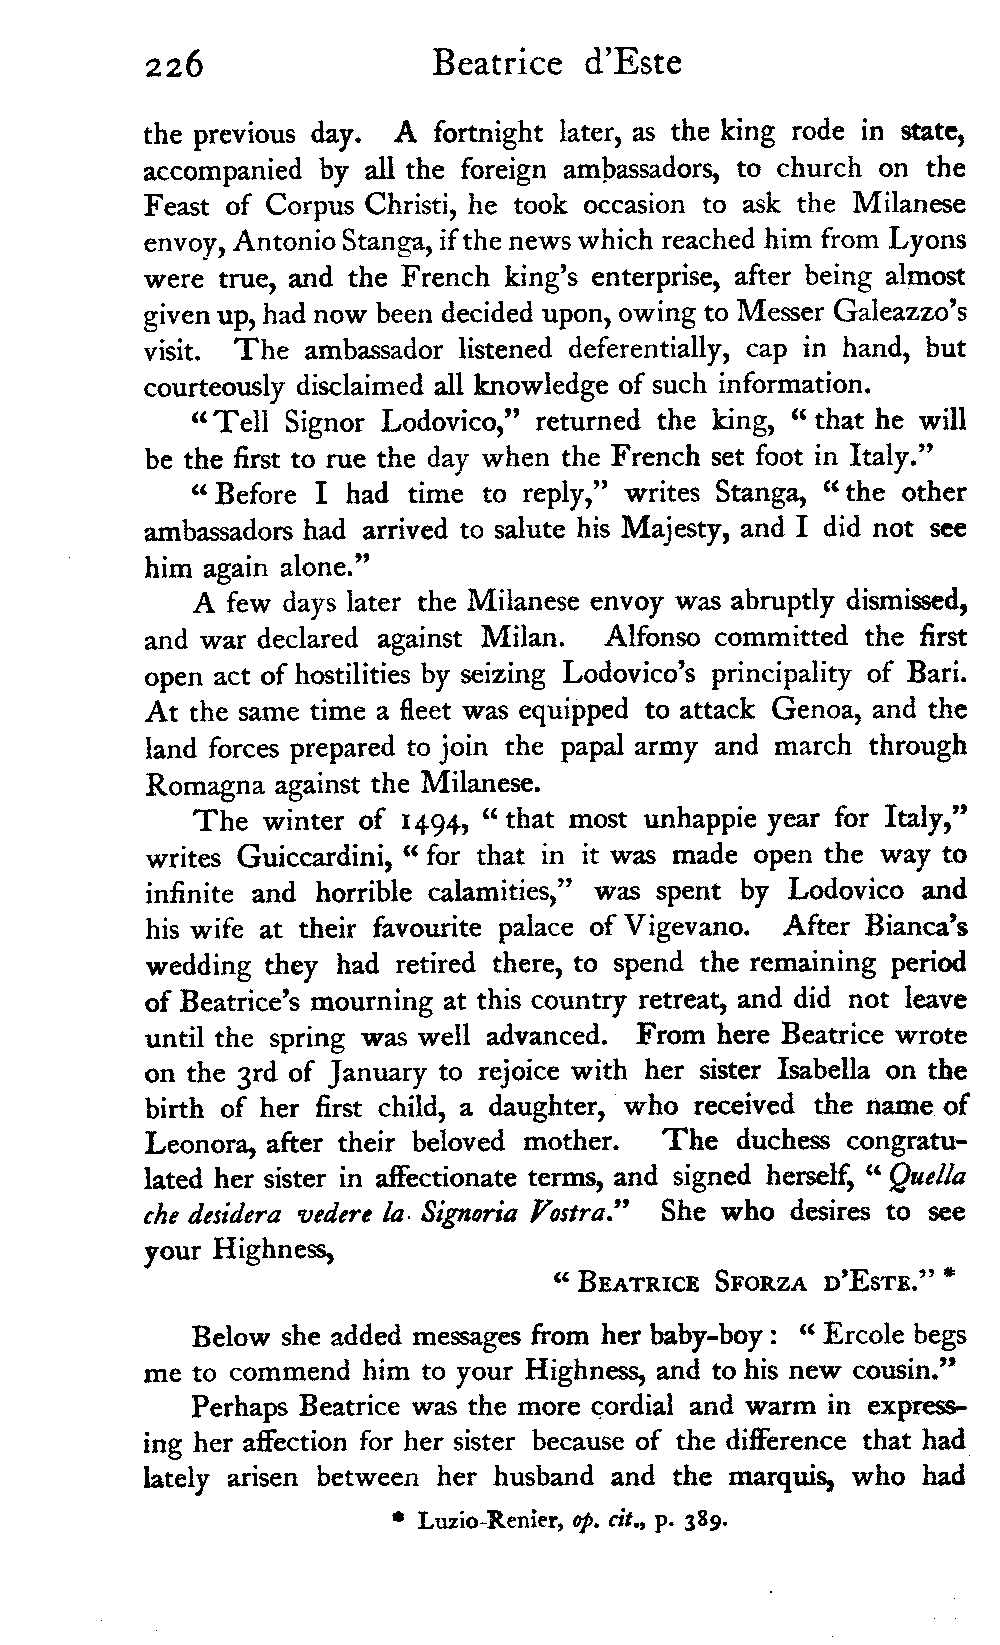 226 Beatrice d'Este
the previous day. A fortnight later, as the king rode in state,
accompanied by all the foreign ambassadors, to church on the
Feast of Corpus Christi, he took occasion to ask the Milanese
envoy, Antonio Stanga, if the news which reached him from Lyons
were true, and the French king's enterprise, after being almost
given up, had now been decided upon, owing to Messer Galeazzo's
visit. The ambassador listened deferentially, cap in hand, but
courteously disclaimed all knowledge of such information.
“Tell Signor Lodovico,” returned the king, “that he will
be the first to rue the day when the French set foot in Italy.”
“Before I had time to reply,” writes Stanga, “the other
ambassadors had arrived to salute his Majesty, and I did not see
him again alone.”
A few days later the Milanese envoy was abruptly dismissed,
and war declared against Milan. Alfonso committed the first
open act of hostilities by seizing Lodovico's principality of Bari.
At the same time a fleet was equipped to attack Genoa, and the
land forces prepared to join the papal army and march through
Romagna against the Milanese.
The winter of 1494, “that most unhappie year for Italy,”
writes Guiccardini, “for that in it was made open the way to
infinite and horrible calamities,” was spent by Lodovico and
his wife at their favourite palace of Vigevano. After Bianca's
wedding they had retired there, to spend the remaining period
of Beatrice's mourning at this country retreat, and did not leave
until the spring was well advanced. From here Beatrice wrote
on the 3rd of January to rejoice with her sister Isabella on the
birth of her first child, a daughter, who received the name of
Leonora, after their beloved mother. The duchess congratu-
lated her sister in affectionate terms, and signed herself, “Quella
che desidera vedere la Signoria Vostra.” She who desires to see
your Highness,
“BEATRICE SFORZA D'ESTE.” *
Below she added messages from her baby-boy: “Ercole begs
me to commend him to your Highness, and to his new cousin.”
Perhaps Beatrice was the more cordial and warm in express-
ing her affection for her sister because of the difference that had
lately arisen between her husband and the marquis, who had
* Luzio-Renier, op. cit., p. 389.